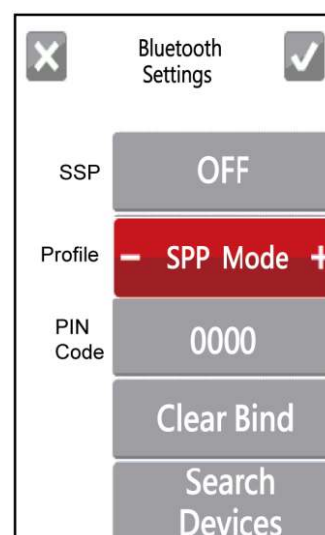 Bluetooth
Settings
SSP
OFF
Profile
− SPP Mode +
PIN
Code
0000
Clear Bind
Search
Devices